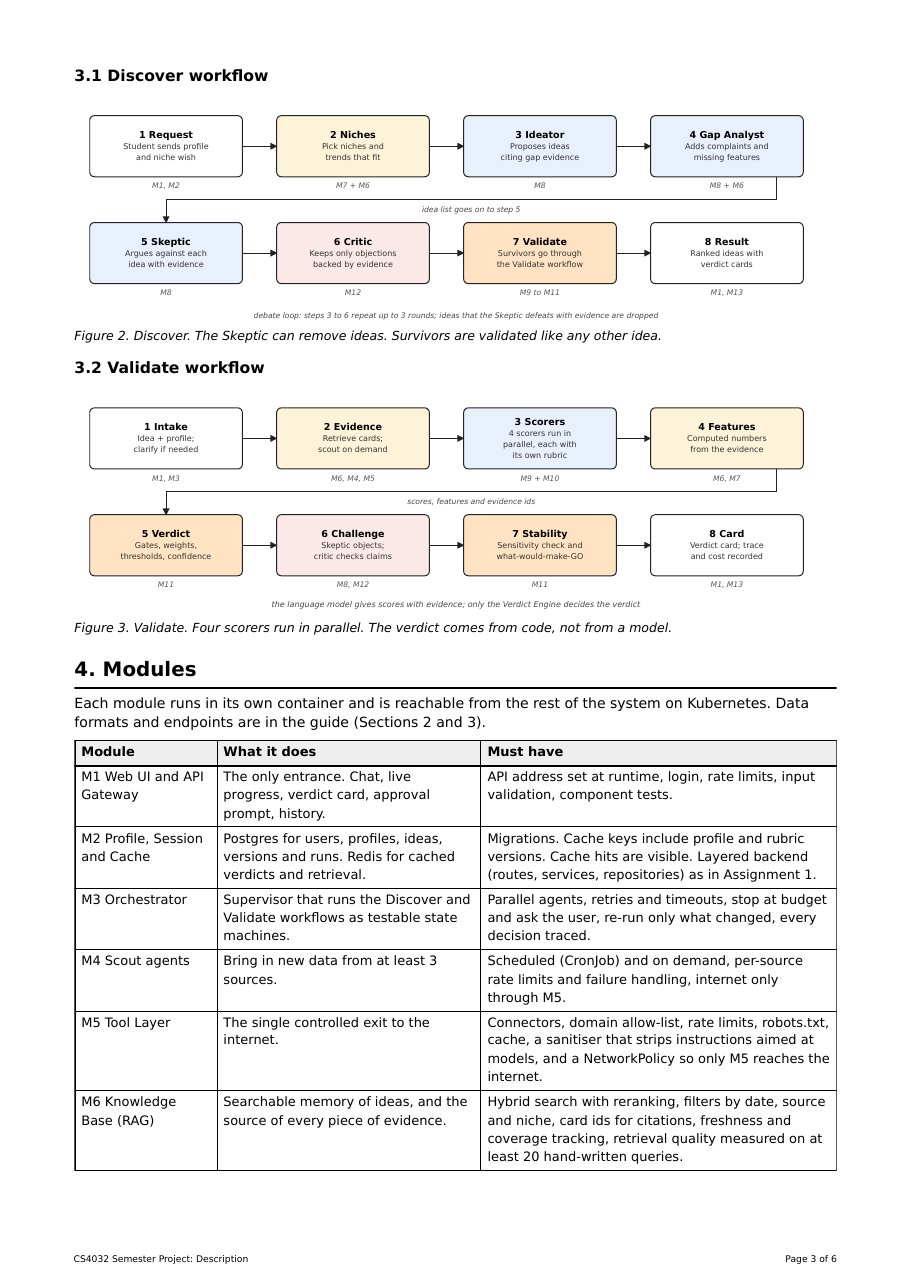 3.1 Discover workflow
1 Request
Student sends profile
and niche wish
M1, M2
2 Niches
Pick niches and
trends that fit
M7 + M6
3 Ideator
Proposes ideas
citing gap evidence
M8
4 Gap Analyst
Adds complaints and
missing features
M8 + M6
idea list goes on to step 5
5 Skeptic
Argues against each
idea with evidence
M8
6 Critic
Keeps only objections
backed by evidence
M12
7 Validate
Survivors go through
the Validate workflow
M9 to M11
8 Result
Ranked ideas with
verdict cards
M1, M13
debate loop: steps 3 to 6 repeat up to 3 rounds; ideas that the Skeptic defeats with evidence are dropped
Figure 2. Discover. The Skeptic can remove ideas. Survivors are validated like any other idea.
3.2 Validate workflow
1 Intake
Idea + profile;
clarify if needed
M1, M3
2 Evidence
Retrieve cards;
scout on demand
M6, M4, M5
3 Scorers
4 scorers run in
parallel, each with
its own rubric
M9 + M10
4 Features
Computed numbers
from the evidence
M6, M7
scores, features and evidence ids
5 Verdict
Gates, weights,
thresholds, confidence
M11
6 Challenge
Skeptic objects;
critic checks claims
M8, M12
7 Stability
Sensitivity check and
what-would-make-GO
M11
8 Card
Verdict card; trace
and cost recorded
M1, M13
the language model gives scores with evidence; only the Verdict Engine decides the verdict
Figure 3. Validate. Four scorers run in parallel. The verdict comes from code, not from a model.
4. Modules
Each module runs in its own container and is reachable from the rest of the system on Kubernetes. Data
formats and endpoints are in the guide (Sections 2 and 3).
Module
What it does
Must have
M1 Web UI and API
Gateway
The only entrance. Chat, live
progress, verdict card, approval
prompt, history.
API address set at runtime, login, rate limits, input
validation, component tests.
M2 Profile, Session
and Cache
Postgres for users, profiles, ideas,
versions and runs. Redis for cached
verdicts and retrieval.
Migrations. Cache keys include profile and rubric
versions. Cache hits are visible. Layered backend
(routes, services, repositories) as in Assignment 1.
M3 Orchestrator
Supervisor that runs the Discover and
Validate workflows as testable state
machines.
Parallel agents, retries and timeouts, stop at budget
and ask the user, re-run only what changed, every
decision traced.
M4 Scout agents
Bring in new data from at least 3
sources.
Scheduled (CronJob) and on demand, per-source
rate limits and failure handling, internet only
through M5.
M5 Tool Layer
The single controlled exit to the
internet.
Connectors, domain allow-list, rate limits, robots.txt,
cache, a sanitiser that strips instructions aimed at
models, and a NetworkPolicy so only M5 reaches the
internet.
M6 Knowledge
Base (RAG)
Searchable memory of ideas, and the
source of every piece of evidence.
Hybrid search with reranking, filters by date, source
and niche, card ids for citations, freshness and
coverage tracking, retrieval quality measured on at
least 20 hand-written queries.
CS4032 Semester Project: Description
Page 3 of 6